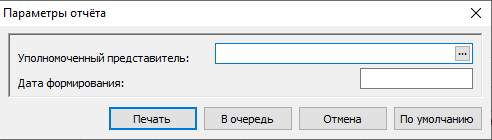 Параметры отчёта
Уполномоченный представитель:
...
Дата формирования:
Печать В очередь Отмена По умолчанию